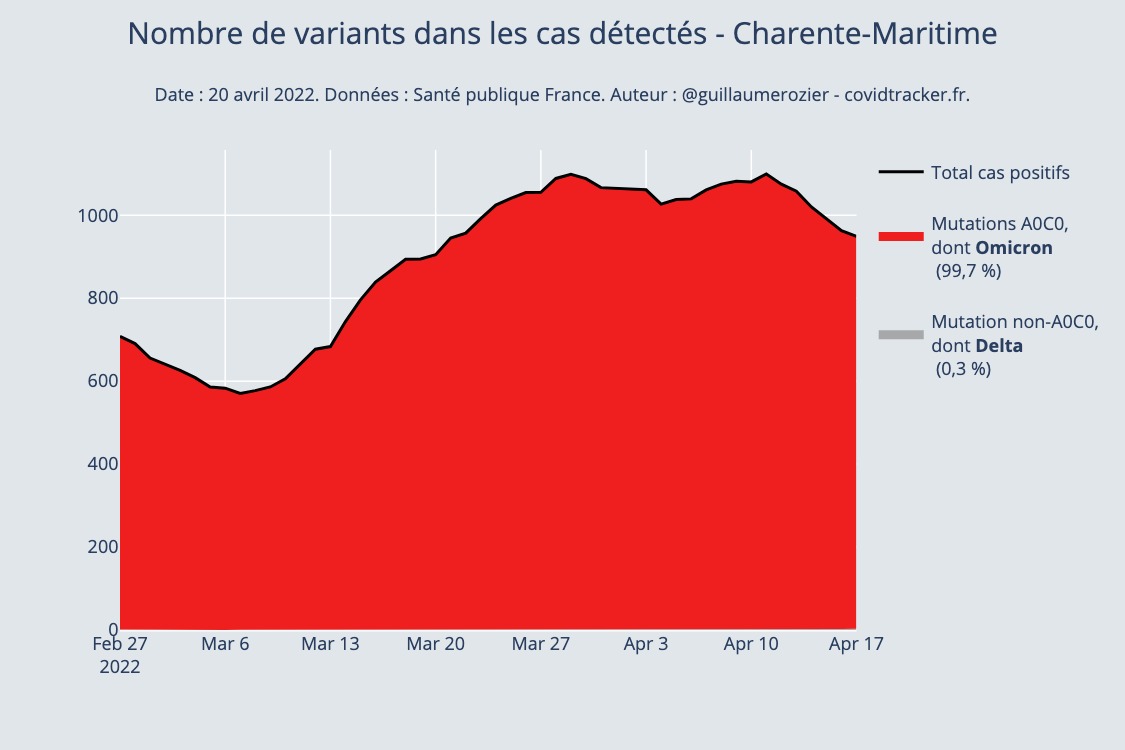 Nombre de variants dans les cas détectés - Charente-Maritime
Date : 20 avril 2022. Données : Santé publique France. Auteur : @guillaumerozier - covidtracker.fr.
Total cas positifs
Mutations A0C0,
dont Omicron
(99,7 %)
Mutation non-A0C0,
dont Delta
(0,3 %)
1000
800
600
400
200
0
Feb 27
2022
Mar 6
Mar 13
Mar 20
Mar 27
Apr 3
Apr 10
Apr 17